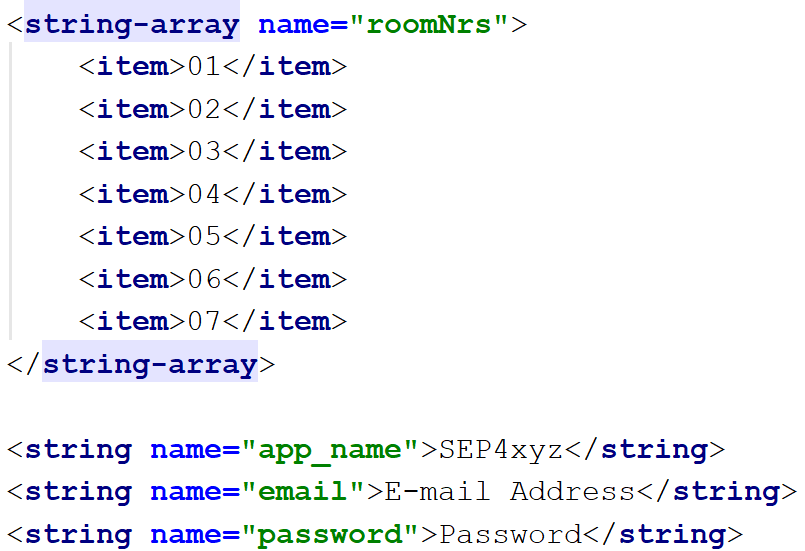 <string-array name="roomNrs">
    <item>01</item>
    <item>02</item>
    <item>03</item>
    <item>04</item>
    <item>05</item>
    <item>06</item>
    <item>07</item>
</string-array>

<string name="app_name">SEP4xyz</string>
<string name="email">E-mail Address</string>
<string name="password">Password</string>